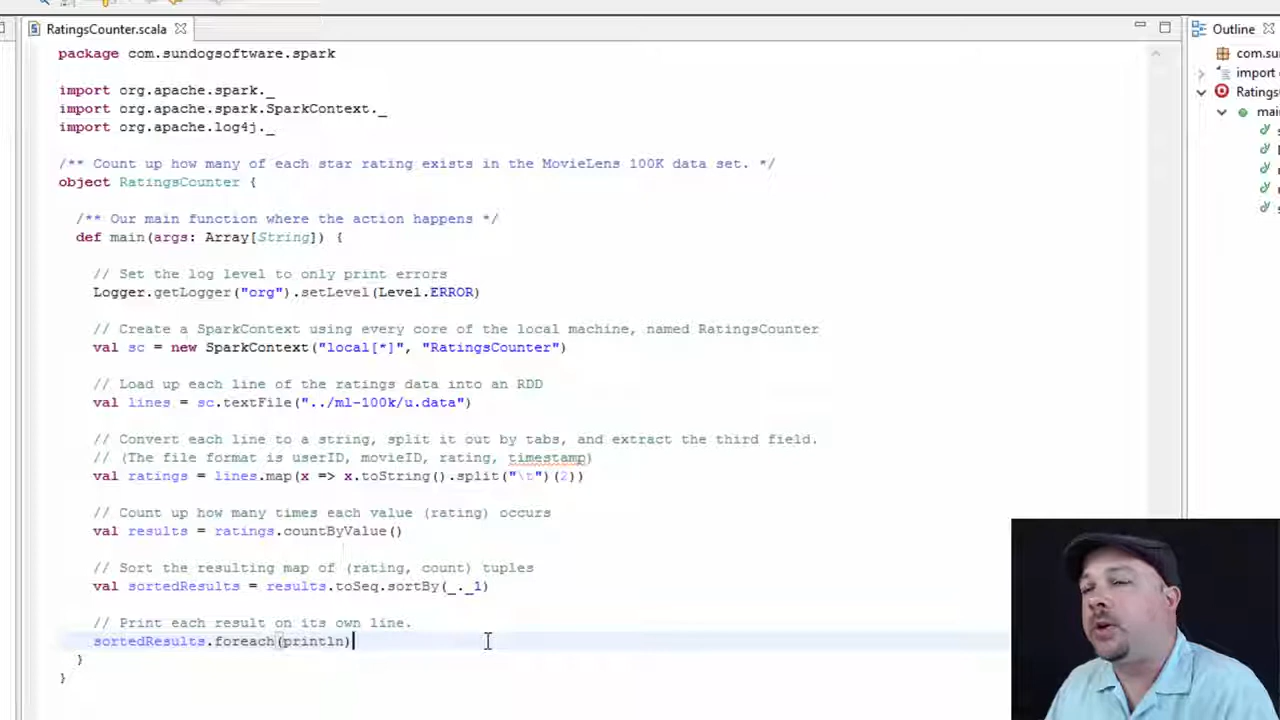 RatingsCounter.scala
package com.sundogsoftware.spark
import org.apache.spark._
import org.apache.spark.SparkContext._
import org.apache.log4j._
/** Count up how many of each star rating exists in the MovieLens 100K data set. */
object RatingsCounter {
/** Our main function where the action happens */
def main(args: Array[String]) {
// Set the log level to only print errors
Logger.getLogger("org").setLevel(Level.ERROR)
// Create a SparkContext using every core of the local machine, named RatingsCounter
val sc = new SparkContext("local[*]", "RatingsCounter")
// Load up each line of the ratings data into an RDD
val lines = sc.textFile("../ml-100k/u.data")
// Convert each line to a string, split it out by tabs, and extract the third field.
// (The file format is userID, movieID, rating, timestamp)
val ratings = lines.map(x => x.toString().split("\t")(2))
// Count up how many times each value (rating) occurs
val results = ratings.countByValue()
// Sort the resulting map of (rating, count) tuples
val sortedResults = results.toSeq.sortBy(_._1)
// Print each result on its own line.
sortedResults.foreach(println)
}
}
Outline
com.su
import
Ratings
mai